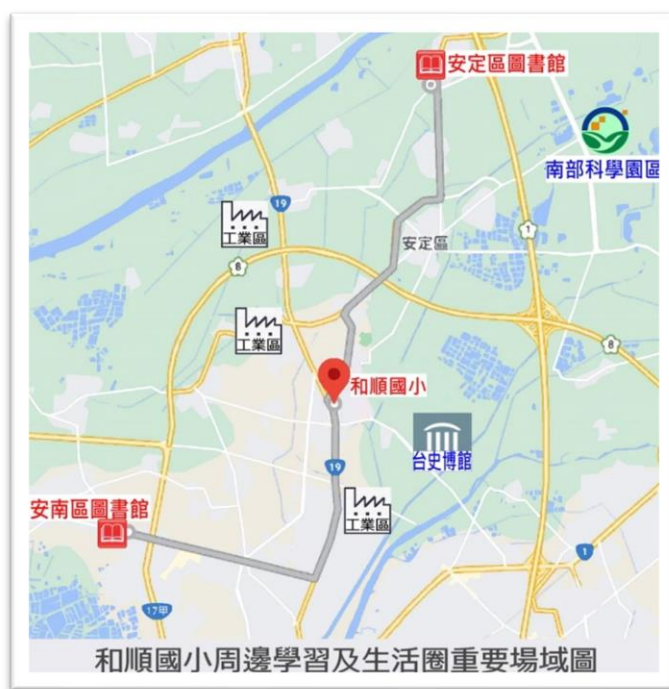 安定區圖書館
南部科學園區
19
工業區
1
安定區
8
工業區
8
和順國小
台史博館
19
工業區
安南區圖書館
1
17甲
和順國小周邊學習及生活圈重要場域圖